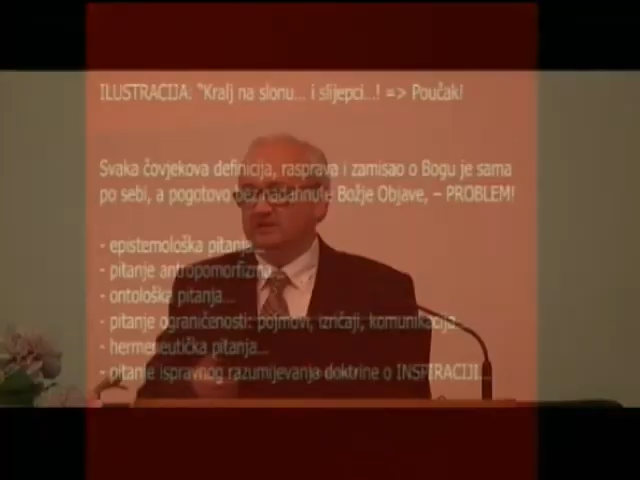 ILUSTRACIJA: "Kralj na slonu... i slijepci...! => Poučak!
Svaka čovjekova definicija, rasprava i zamisao o Bogu je sama
po sebi, a pogotovo bez nadahnute Božje Objave, – PROBLEM!
- epistemološka pitanja...
- pitanje antropomorfizma
- ontološka pitanja...
- pitanje ograničenosti: pojmovi, izričaji, komunikacija...
- hermeneutička pitanja...
- pitanje ispravnog razumijevanja doktrine o INSPIRACIJI...